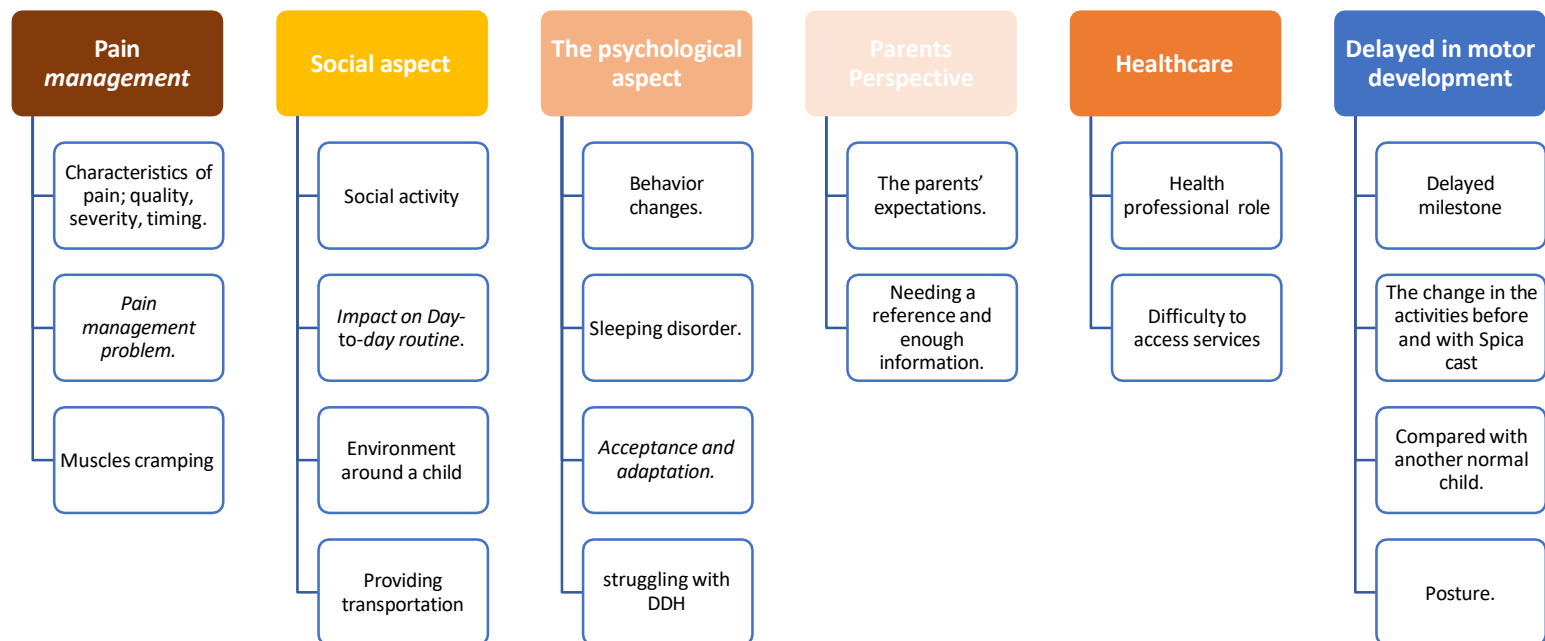 Pain
management
Characteristics of
pain; quality,
severity, timing.
Pain
management
problem.
Muscles cramping
Social aspect
Social activity
Impact on Day-
to-day routine.
Environment
around a child
Providing
transportation
The psychological
aspect
Behavior
changes.
Sleeping disorder.
Acceptance and
adaptation.
struggling with
DDH
Parents
Perspective
The parents’
expectations.
Needing a
reference and
enough
information.
Healthcare
Health
professional role
Difficulty to
access services
Delayed in motor
development
Delayed
milestone
The change in the
activities before
and with Spica
cast
Compared with
another normal
child.
Posture.